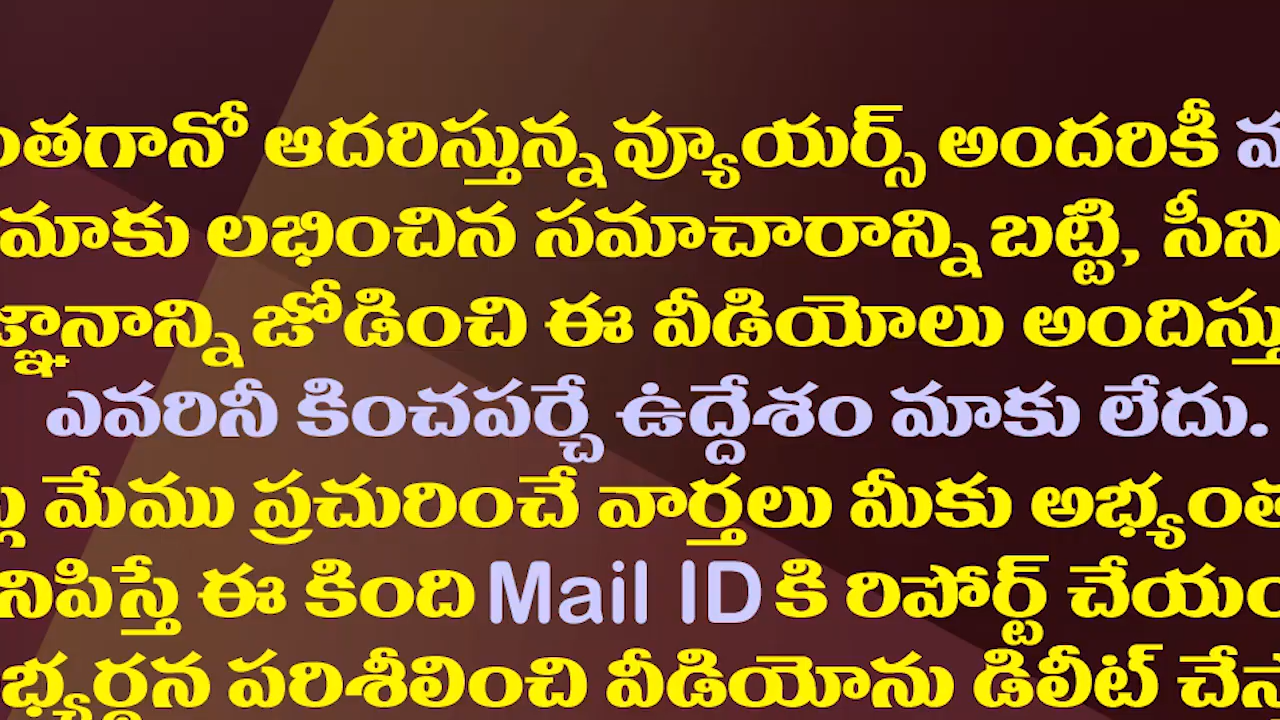 ంతగానో ఆదరిస్తున్న వ్యూయర్స్ అందరికీ
మాకు లభించిన సమాచారాన్ని బట్టి, సీని
జ్ఞానాన్ని జోడించి ఈ వీడియోలు అందిస్తు
ఎవరినీ కించపర్చే ఉద్దేశం మాకు లేదు.
మేము ప్రచురించే వార్తలు మీకు అభ్యంత
నిపిస్తే ఈ కింది Mail ID కి రిపోర్ట్ చేయం
భ్యర్థన పరిశీలించి వీడియోను డిలీట్ చేస